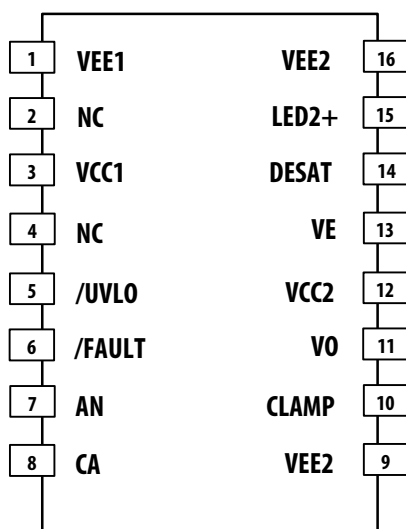 1 VEE1 VEE2 16
2 NC LED2+ 15
3 VCC1 DESAT 14
4 NC VE 13
5 /UVLO VCC2 12
6 /FAULT VO 11
7 AN CLAMP 10
8 CA VEE2 9